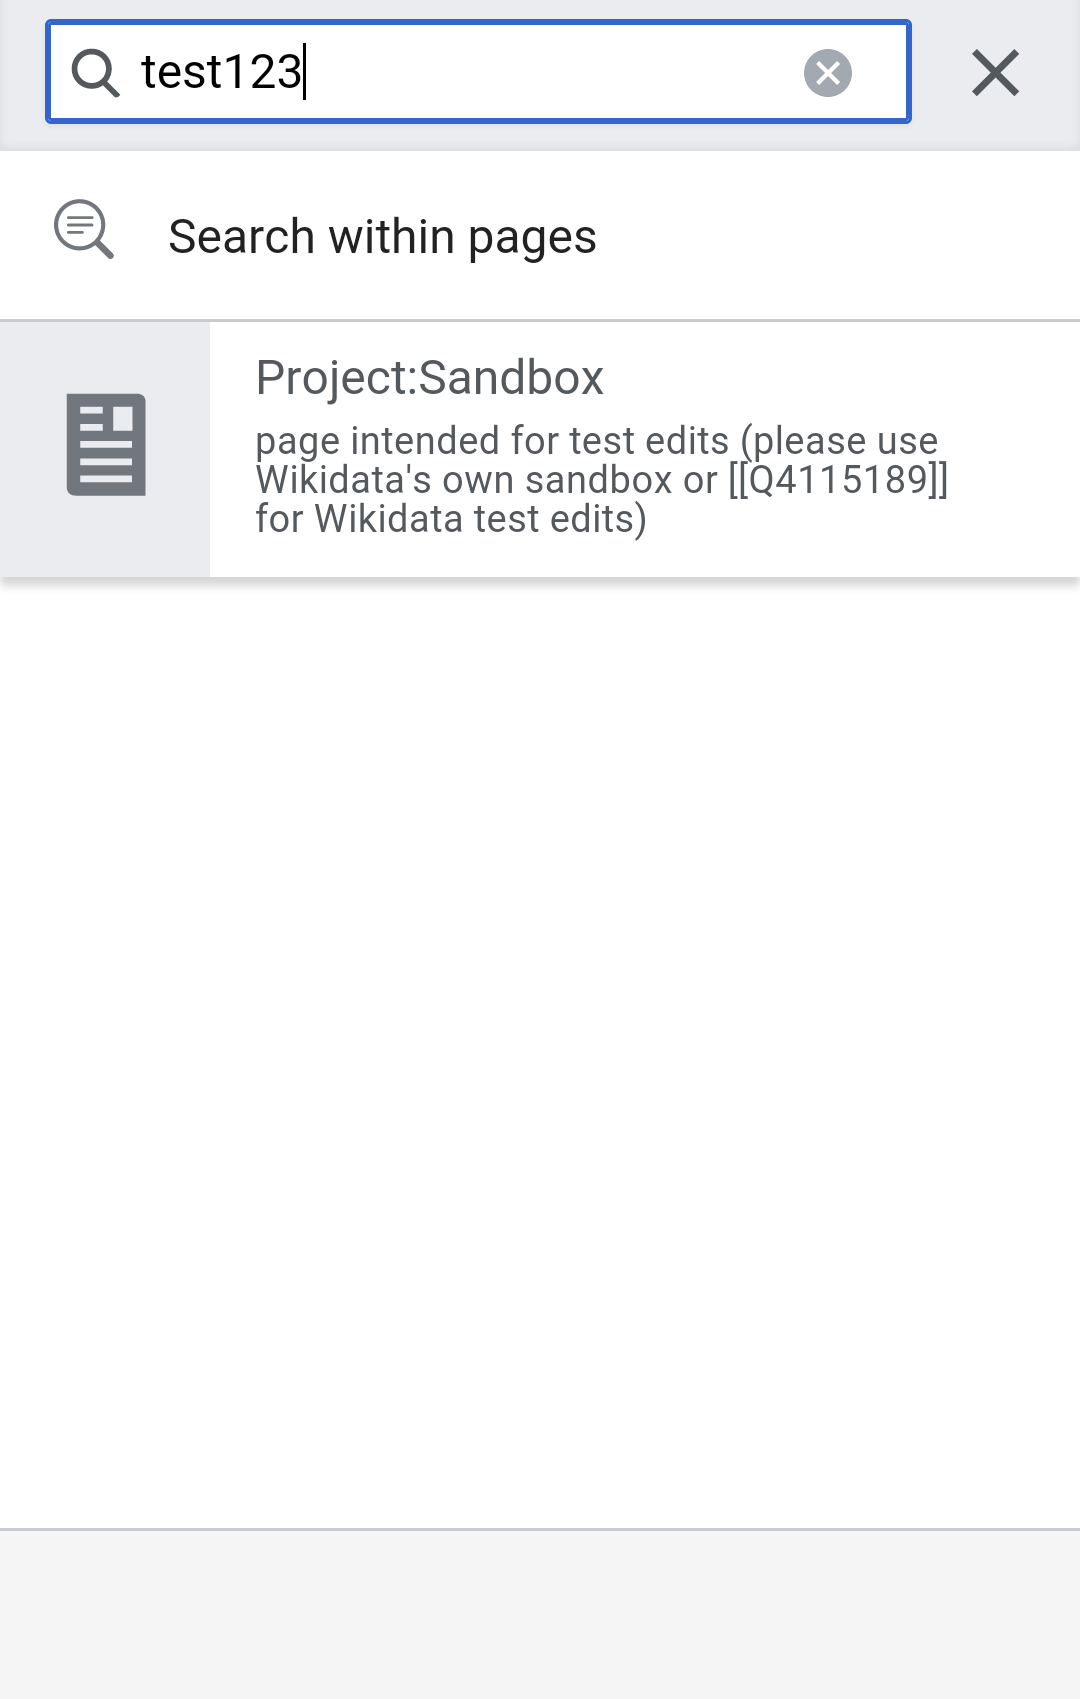 test123
Search within pages
Project:Sandbox
page intended for test edits (please use
Wikidata's own sandbox or [[Q4115189]]
for Wikidata test edits)